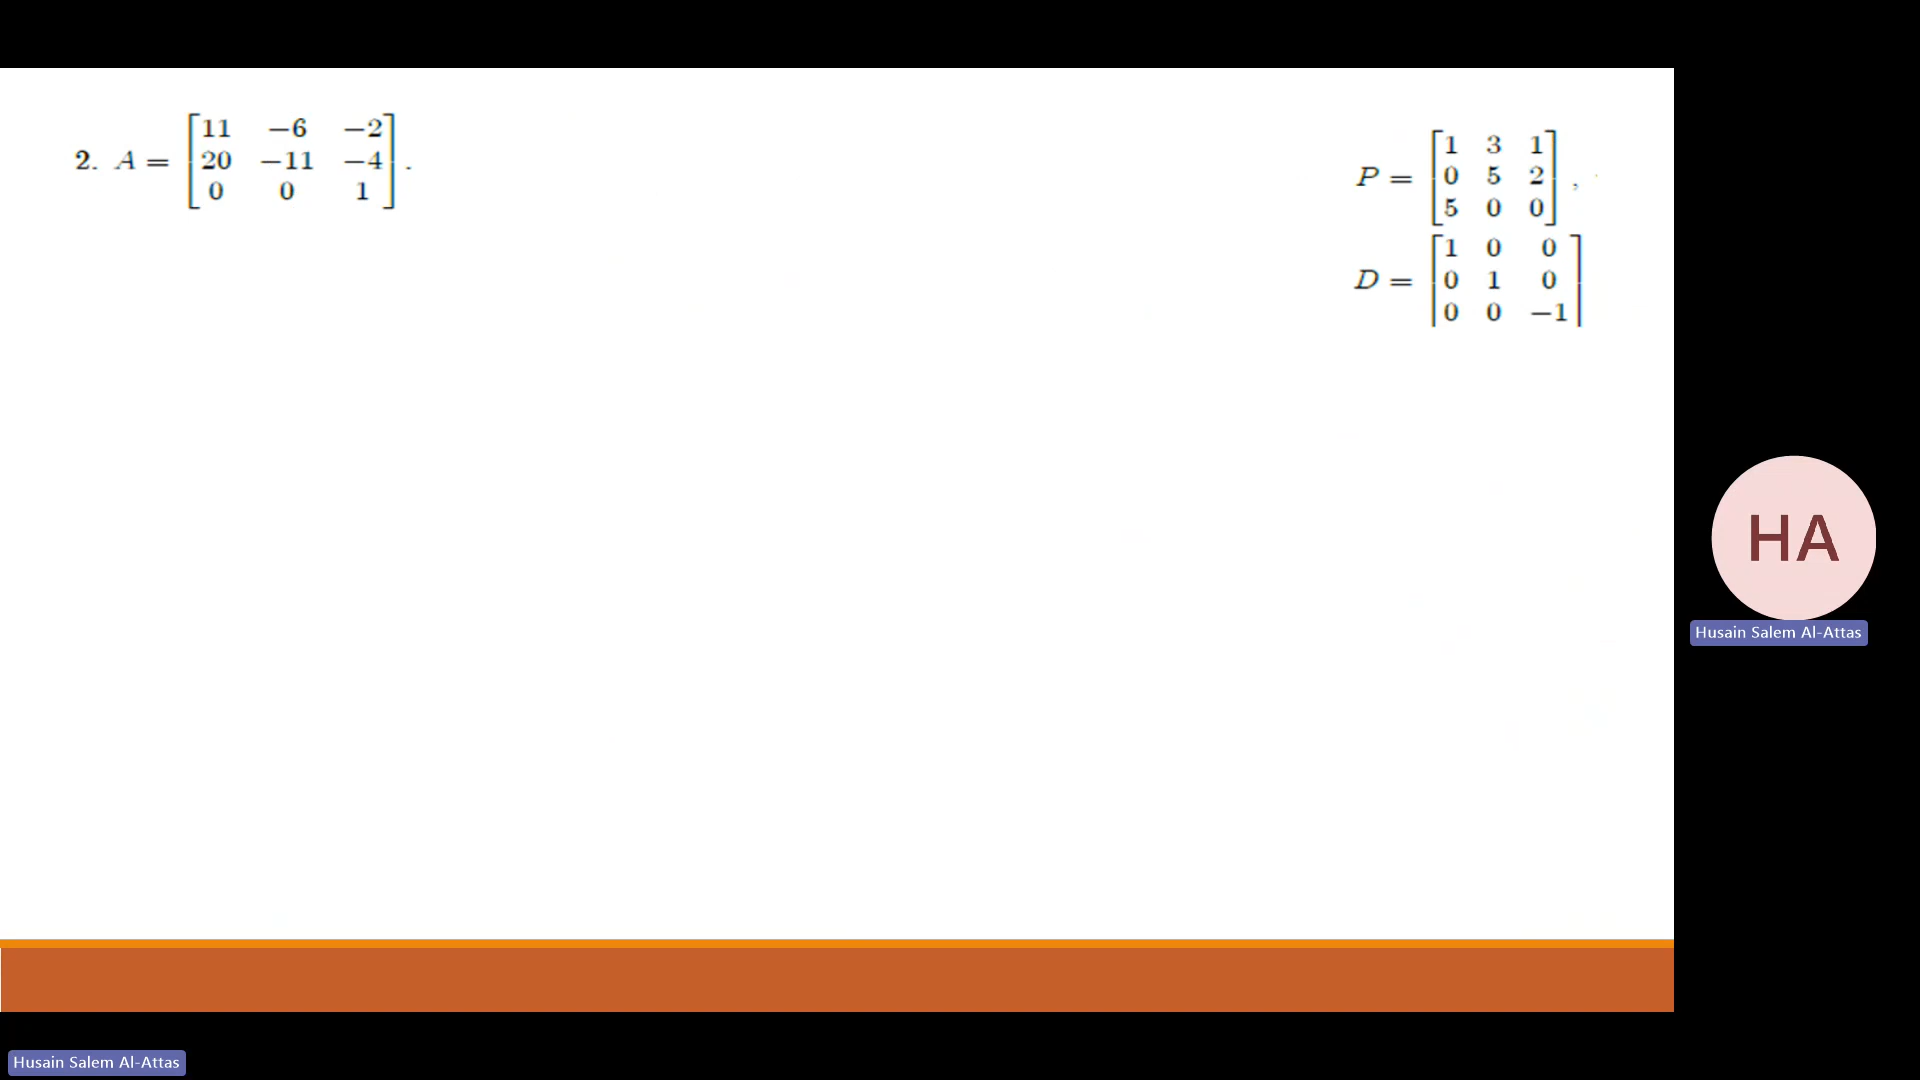 2. A = [11 −6 −2
20 −11 −4
0 0 1].
P = [1 3 1
0 5 2
5 0 0],
D = [1 0 0
0 1 0
0 0 −1]
HA
Husain Salem Al-Attas
Husain Salem Al-Attas